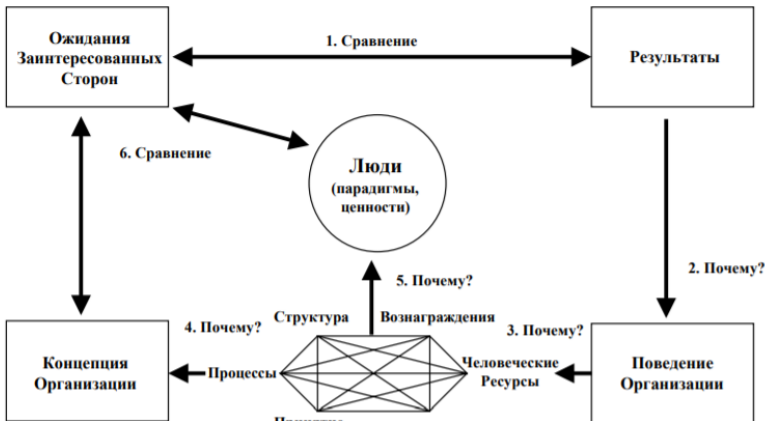 Ожидания
Заинтересованных
Сторон
1. Сравнение
Результаты
6. Сравнение
Люди
(парадигмы,
ценности)
2. Почему?
5. Почему?
4. Почему?
Структура
Вознаграждения
3. Почему?
Концепция
Организации
Процессы
Человеческие
Ресурсы
Поведение
Организации